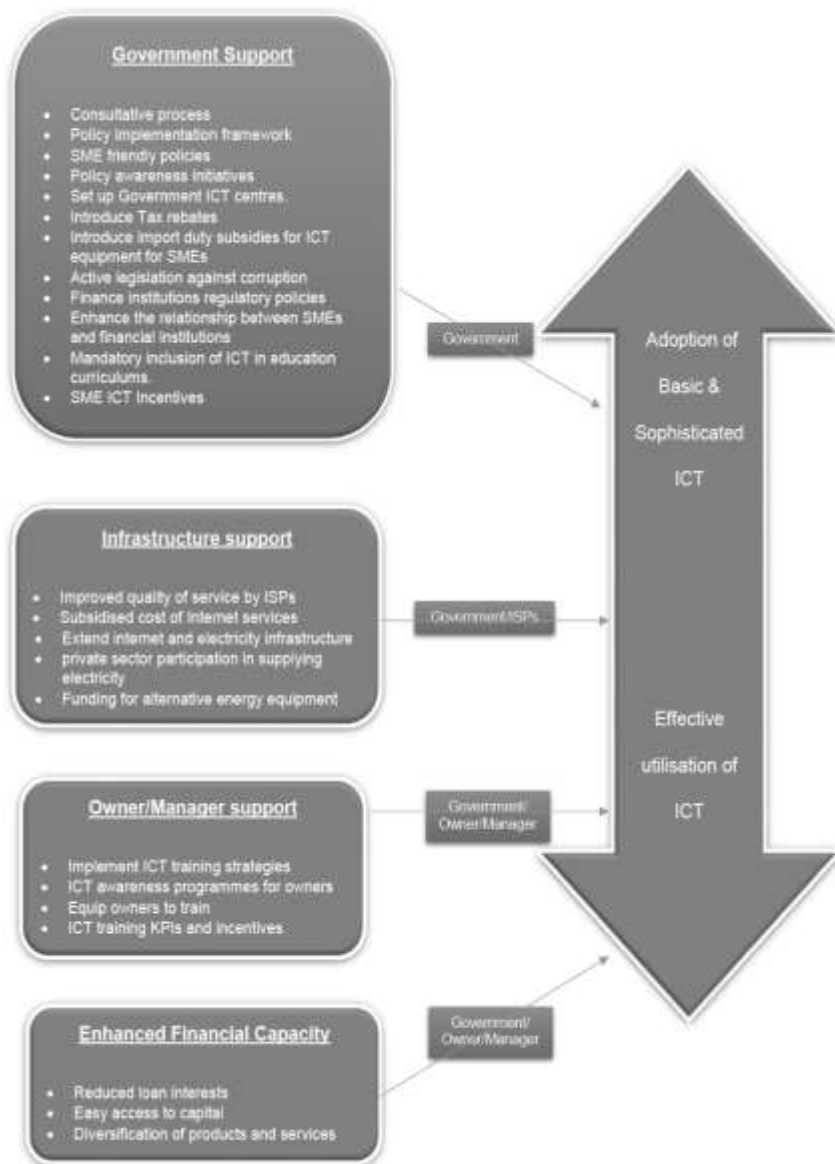 Government Support
Consultative process
Policy implementation framework
SME friendly policies
Policy awareness initiatives
Set up Government ICT centres.
Introduce Tax rebates
Introduce import duty subsidies for ICT
equipment for SMEs
Active legislation against corruption
Finance institutions regulatory policies
Enhance the relationship between SMEs
and financial institutions
Mandatory inclusion of ICT in education
curriculums.
SME ICT Incentives
Government
Adoption of
Basic &
Sophisticated
ICT
Infrastructure support
Improved quality of service by ISPs
Subsidised cost of Internet services
Extend internet and electricity infrastructure
private sector participation in supplying
electricity
Funding for alternative energy equipment
Government/ISPs
Effective
utilisation of
ICT
Owner/Manager support
Implement ICT training strategies
ICT awareness programmes for owners
Equip owners to train
ICT training KPIs and incentives
Government/
Owner/Manager
Enhanced Financial Capacity
Reduced loan interests
Easy access to capital
Diversification of products and services
Government/
Owner/Manager